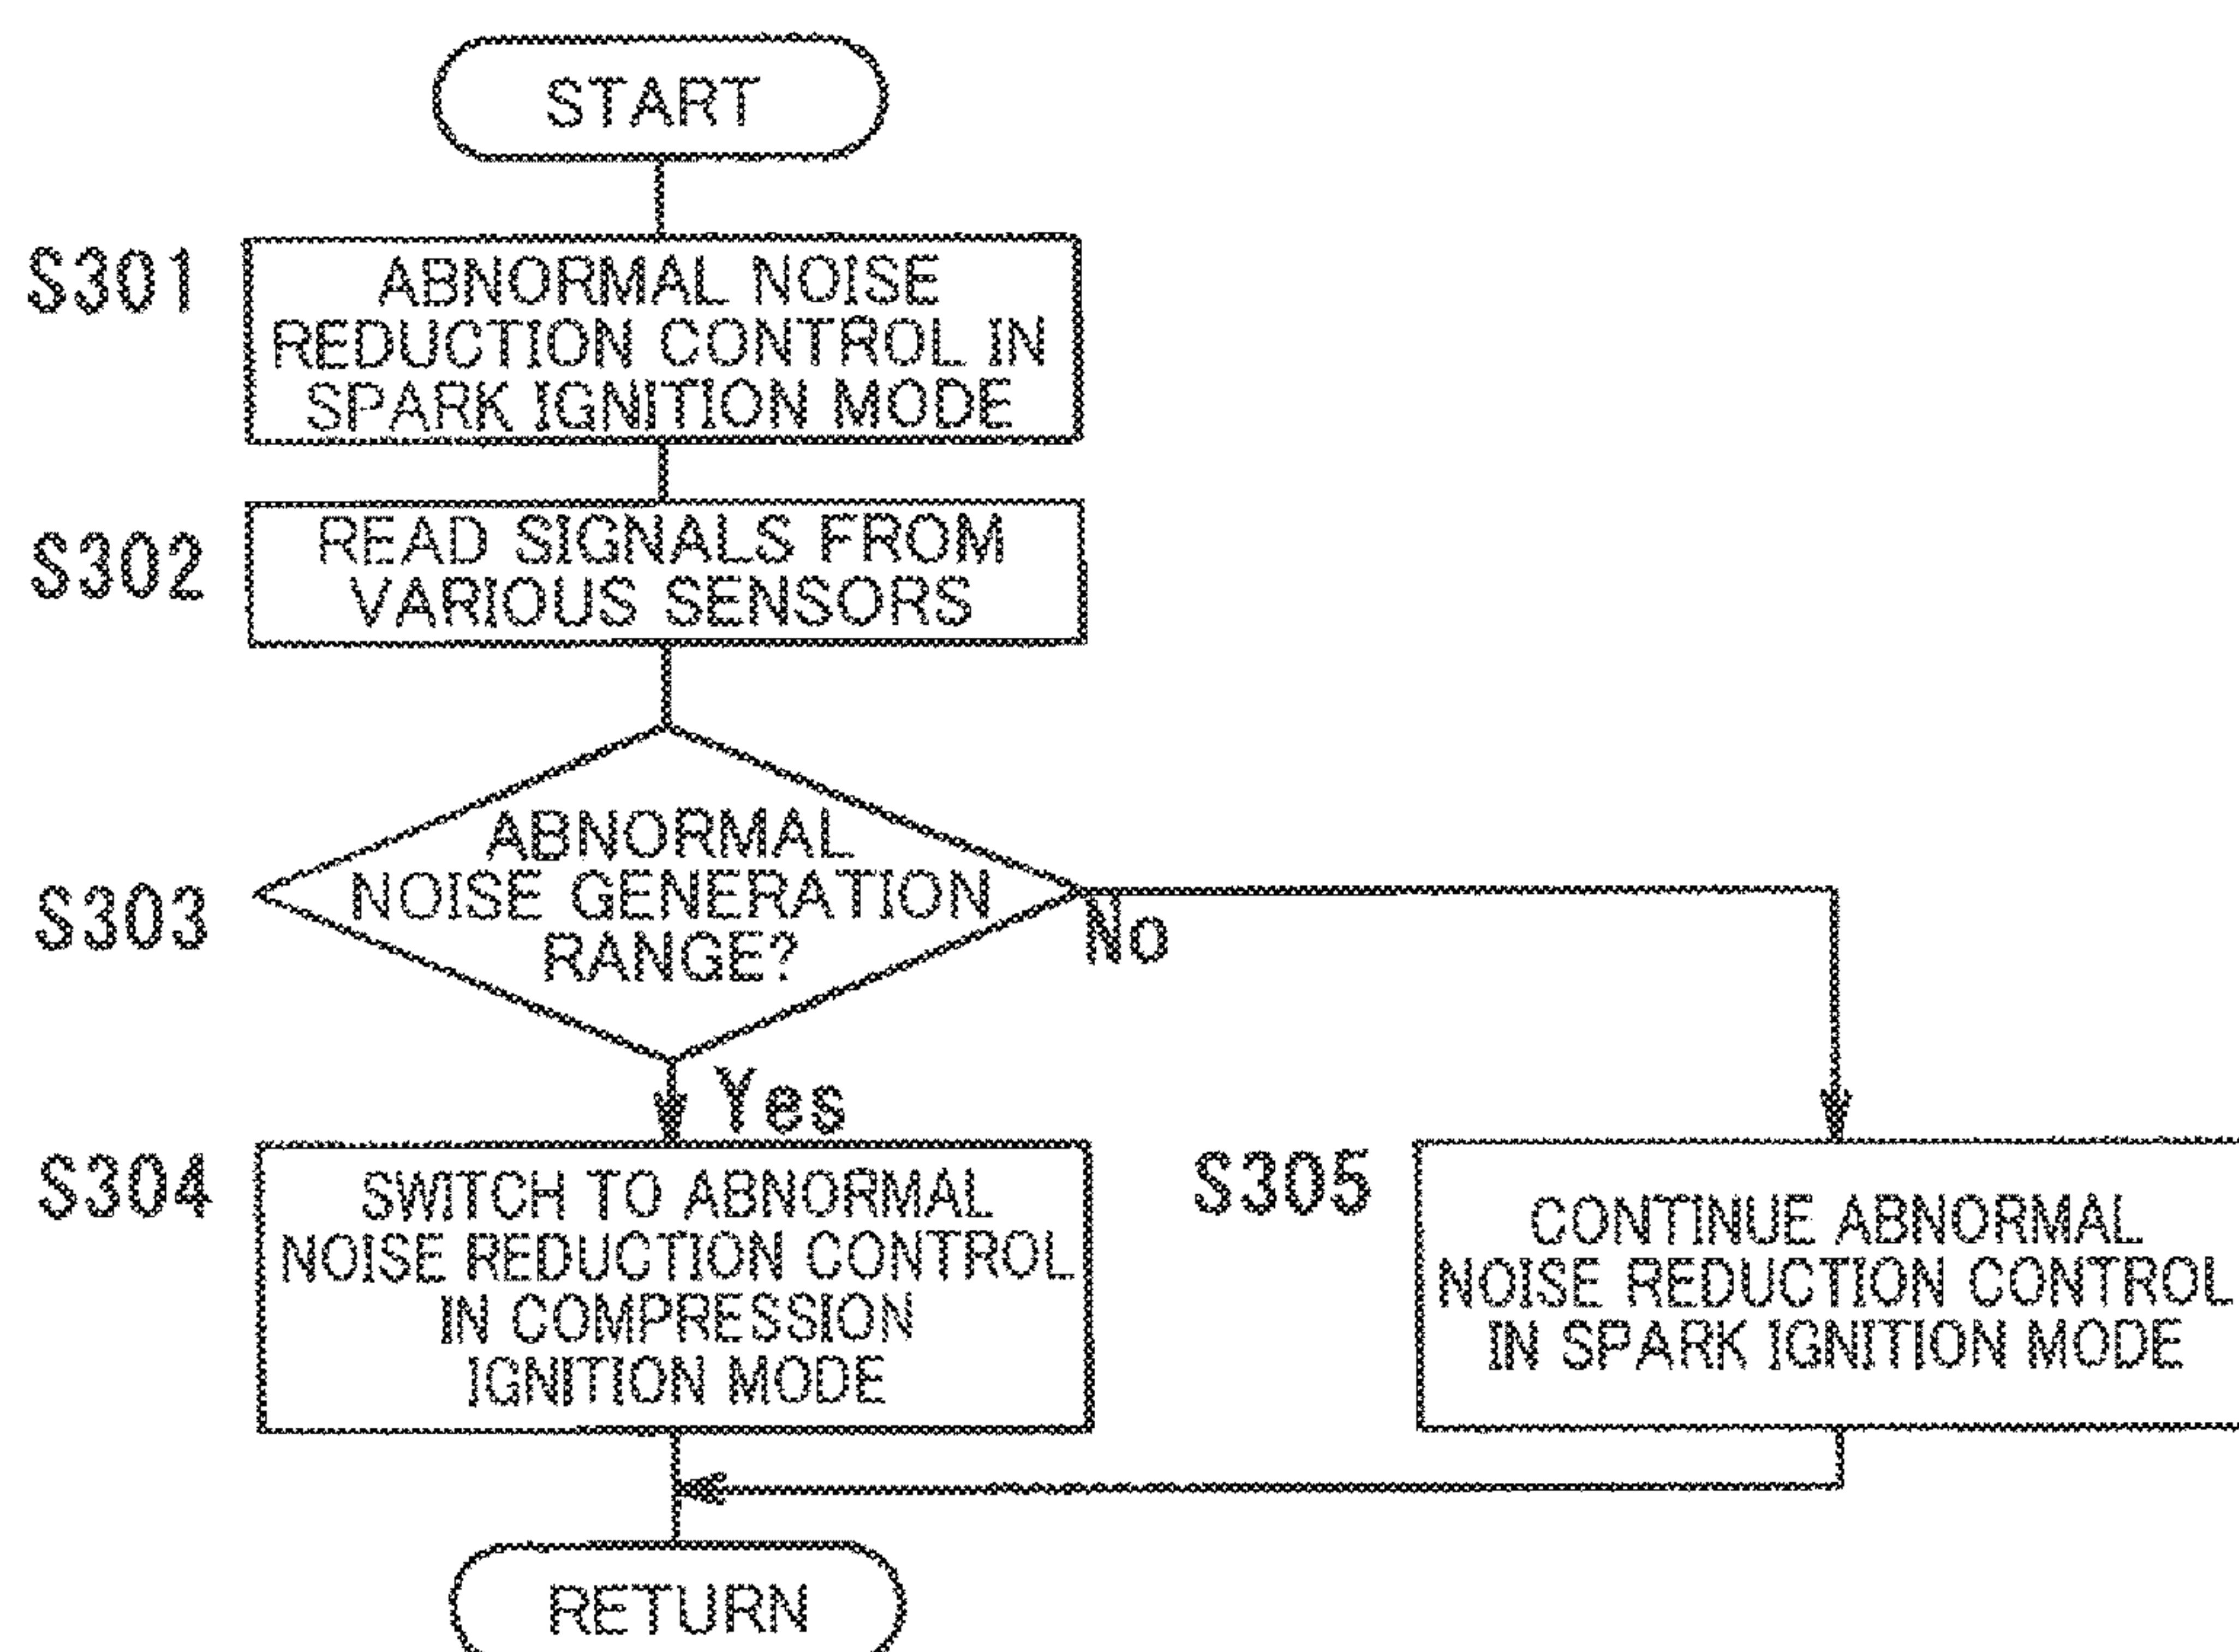 START
S301
ABNORMAL NOISE
REDUCTION CONTROL IN
SPARK IGNITION MODE
S302
READ SIGNALS FROM
VARIOUS SENSORS
S303
ABNORMAL
NOISE GENERATION
RANGE?
No
Yes
S304
SWITCH TO ABNORMAL
NOISE REDUCTION CONTROL
IN COMPRESSION
IGNITION MODE
S305
CONTINUE ABNORMAL
NOISE REDUCTION CONTROL
IN SPARK IGNITION MODE
RETURN